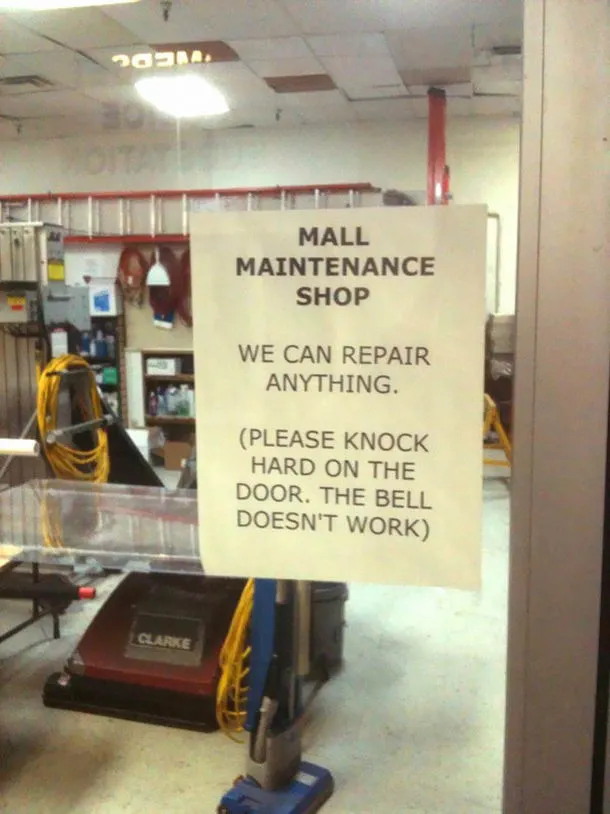 MALL
MAINTENANCE
SHOP
WE CAN REPAIR
ANYTHING.
(PLEASE KNOCK
HARD ON THE
DOOR. THE BELL
DOESN'T WORK)
CLARKE